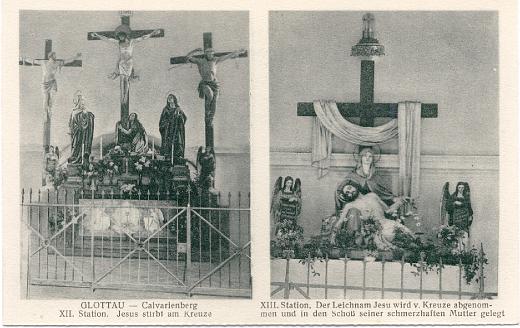 GLOTTAU — Calvarienberg
XII. Station. Jesus stirbt am Kreuze
XIII. Station. Der Leichnam Jesu wird v. Kreuze abgenom-
men und in den Schoß seiner schmerzhaften Mutter gelegt